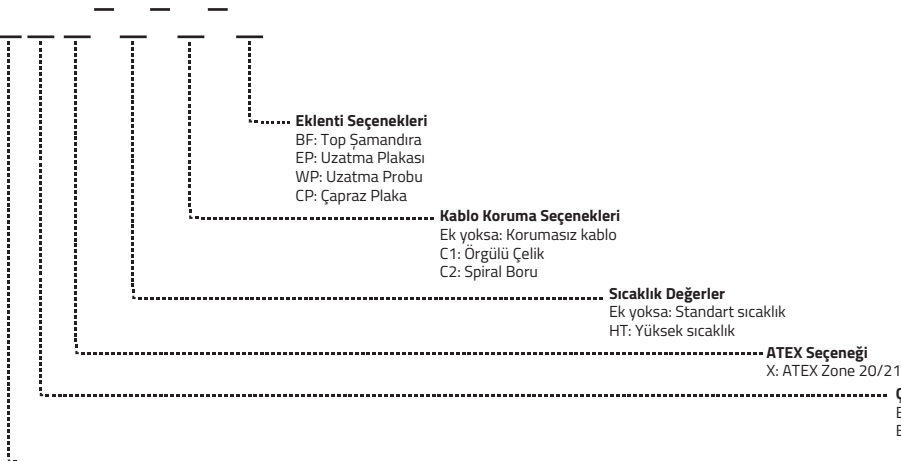 Eklenti Seçenekleri
BF: Top Şamandıra
EP: Uzatma Plakası
WP: Uzatma Probu
CP: Çapraz Plaka
Kablo Koruma Seçenekleri
Ek yoksa: Korumasız kablo
C1: Örgülü Çelik
C2: Spiral Boru
Sıcaklık Değerler
Ek yoksa: Standart sıcaklık
HT: Yüksek sıcaklık
ATEX Seçeneği
X: ATEX Zone 20/21